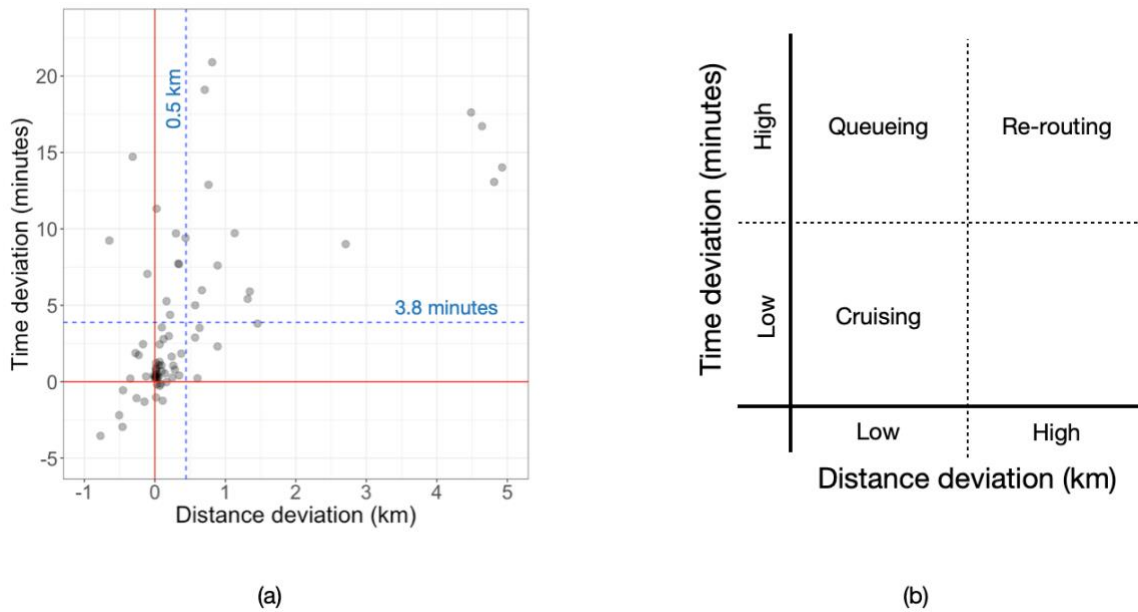 20
15
10
5
0
-5
Time deviation (minutes)
0.5 km
3.8 minutes
-1 0 1 2 3 4 5
Distance deviation (km)
(a)
Time deviation (minutes)
High
Low
Queueing Re-routing
Cruising
Low High
Distance deviation (km)
(b)